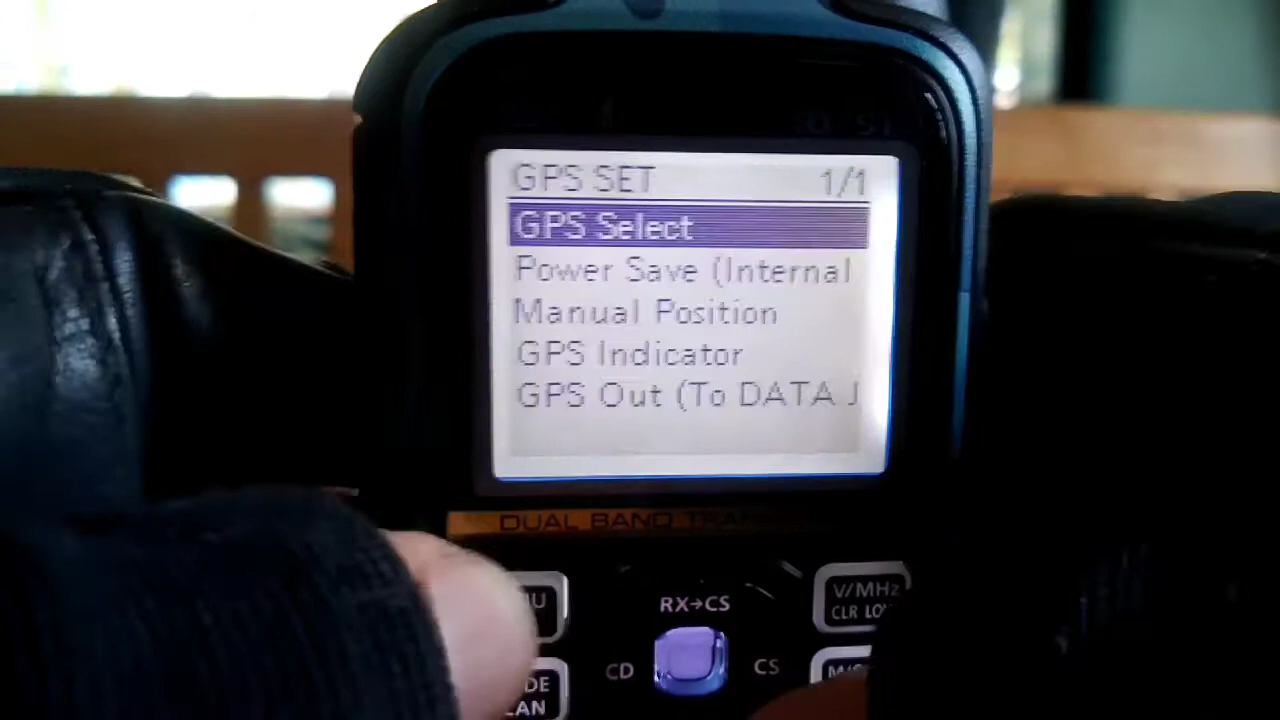 GPS SET 1/1
GPS Select
Power Save (Internal
Manual Position
GPS Indicator
GPS Out (To DATA J
DUAL BAND
RX→CS
V/MHz
CLR
CD
CS